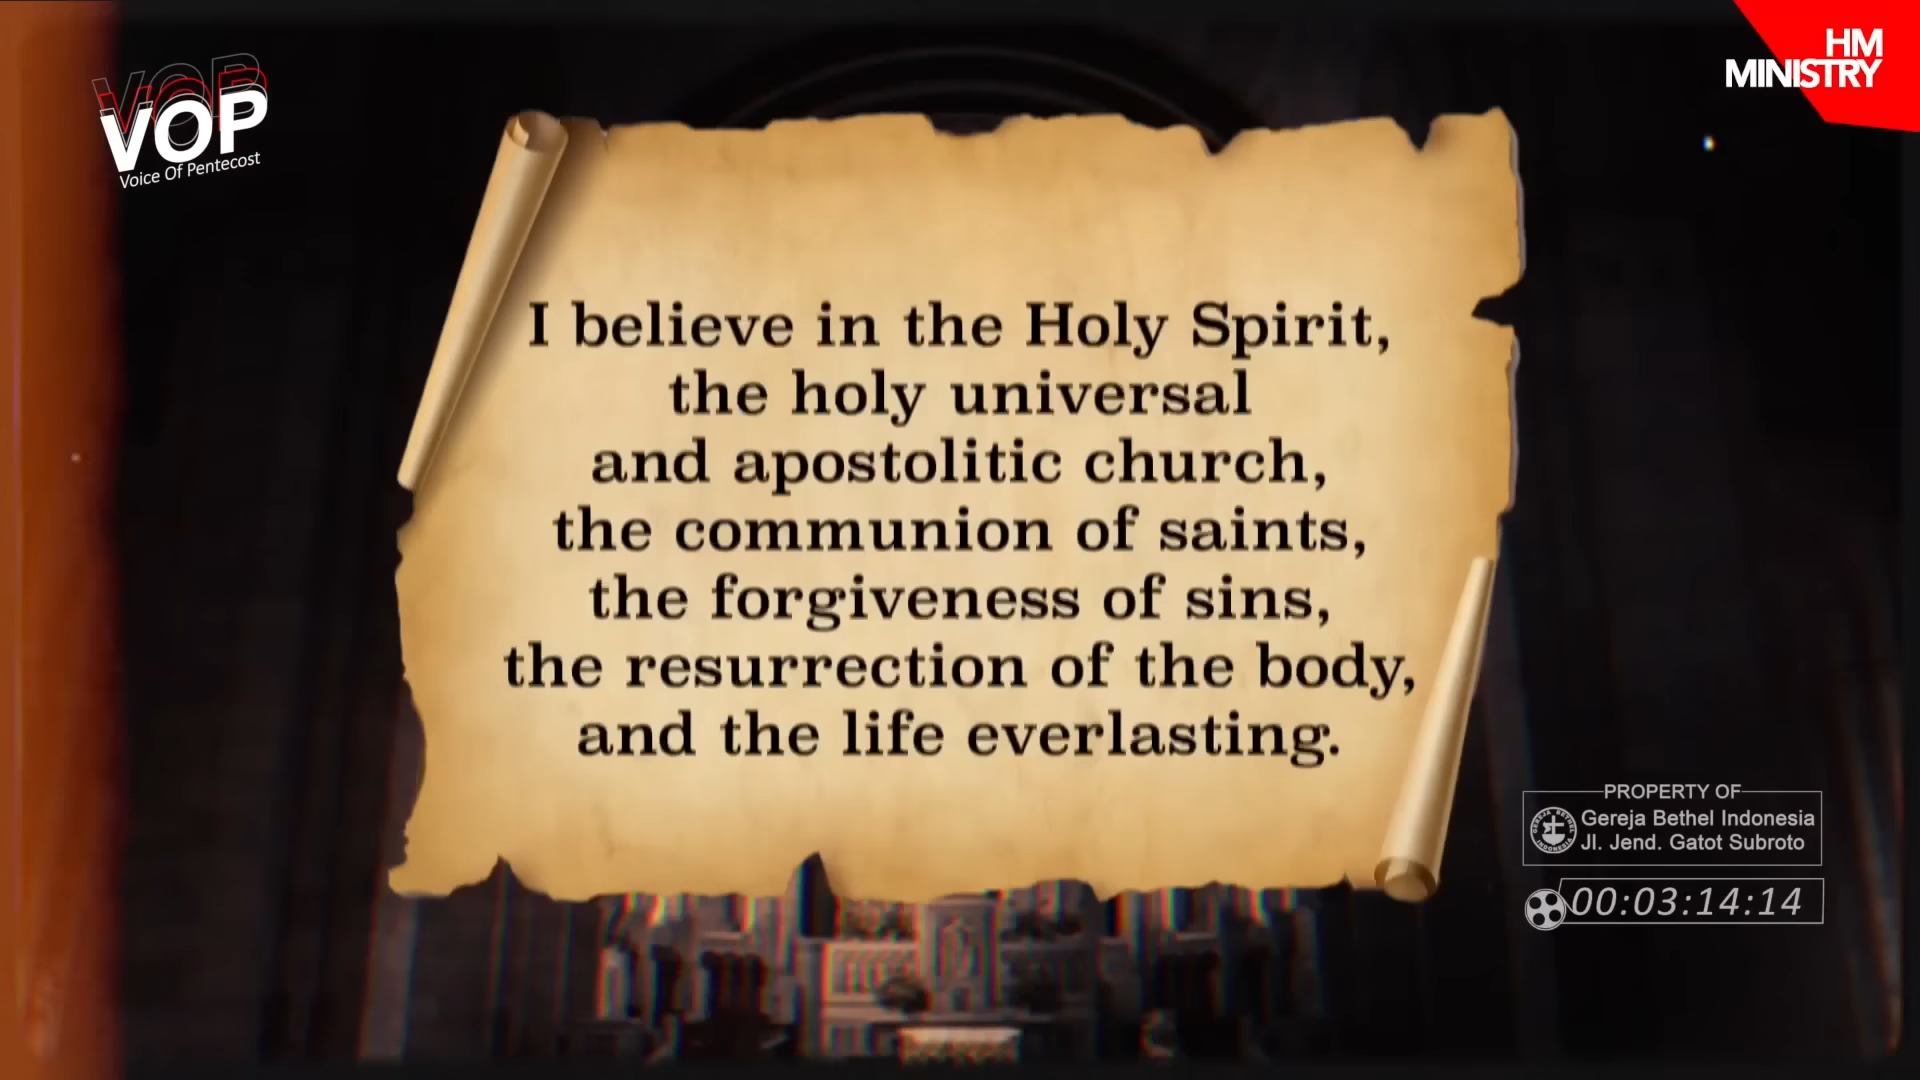 VOP
Voice Of Pentecost
HM
MINISTRY
I believe in the Holy Spirit,
the holy universal
and apostolitic church,
the communion of saints,
the forgiveness of sins,
the resurrection of the body,
and the life everlasting.
PROPERTY OF
Gereja Bethel Indonesia
Jl. Jend. Gatot Subroto
00:03:14:14